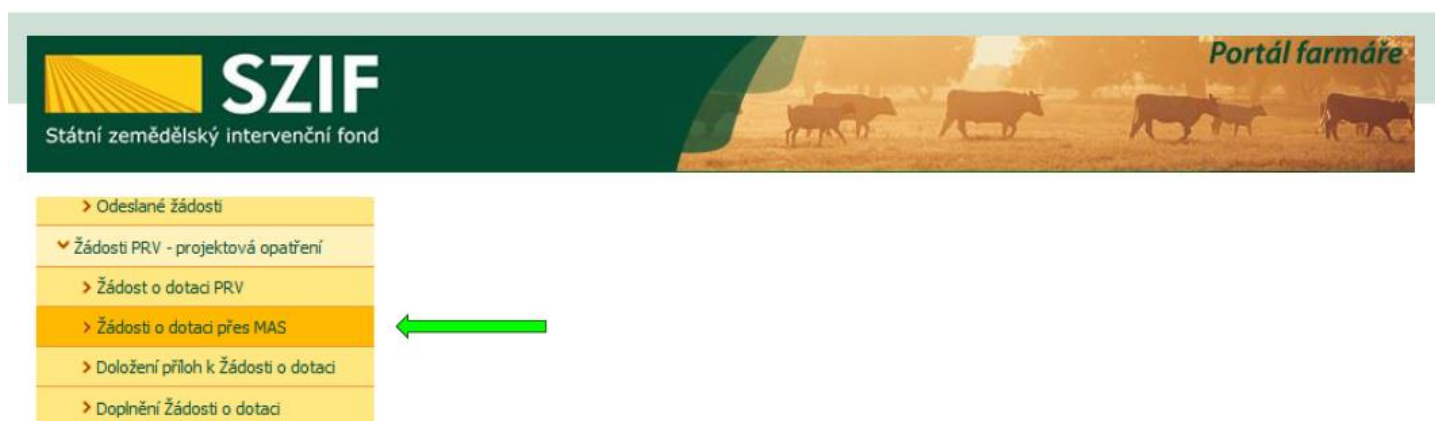 Portál farmáře
SZIF
Státní zemědělský intervenční fond
Odeslané žádosti
Žádosti PRV - projektová opatření
Žádost o dotaci PRV
Žádosti o dotaci přes MAS
Doložení příloh k Žádosti o dotaci
Doplnění Žádosti o dotaci